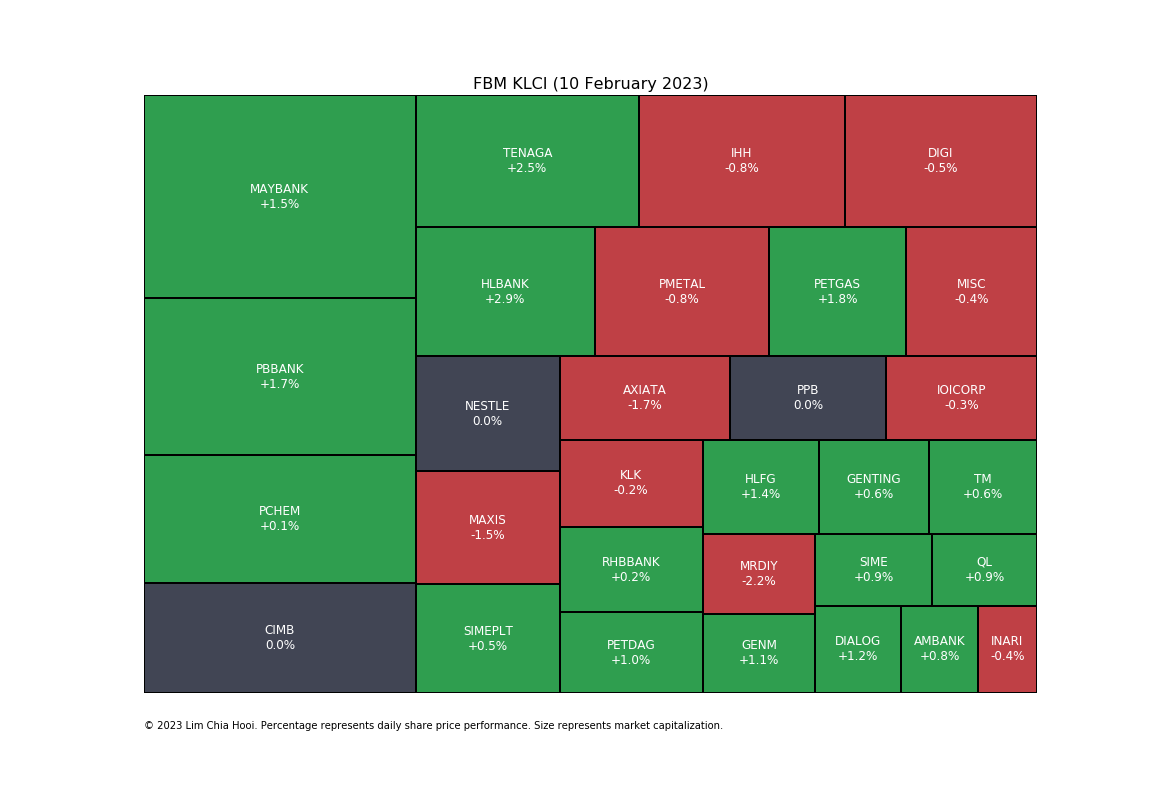 FBM KLCI (10 February 2023)
MAYBANK
+1.5%
PBBANK
+1.7%
PCHEM
+0.1%
CIMB
0.0%
TENAGA
+2.5%
IHH
-0.8%
DIGI
-0.5%
HLBANK
+2.9%
PMETAL
-0.8%
PETGAS
+1.8%
MISC
-0.4%
NESTLE
0.0%
MAXIS
-1.5%
SIMEPLT
+0.5%
AXIATA
-1.7%
PPB
0.0%
IOICORP
-0.3%
KLK
-0.2%
RHBBANK
+0.2%
PETDAG
+1.0%
HLFG
+1.4%
GENTING
+0.6%
TM
+0.6%
MRDIY
-2.2%
GENM
+1.1%
SIME
+0.9%
QL
+0.9%
DIALOG
+1.2%
AMBANK
+0.8%
INARI
-0.4%
© 2023 Lim Chia Hooi. Percentage represents daily share price performance. Size represents market capitalization.